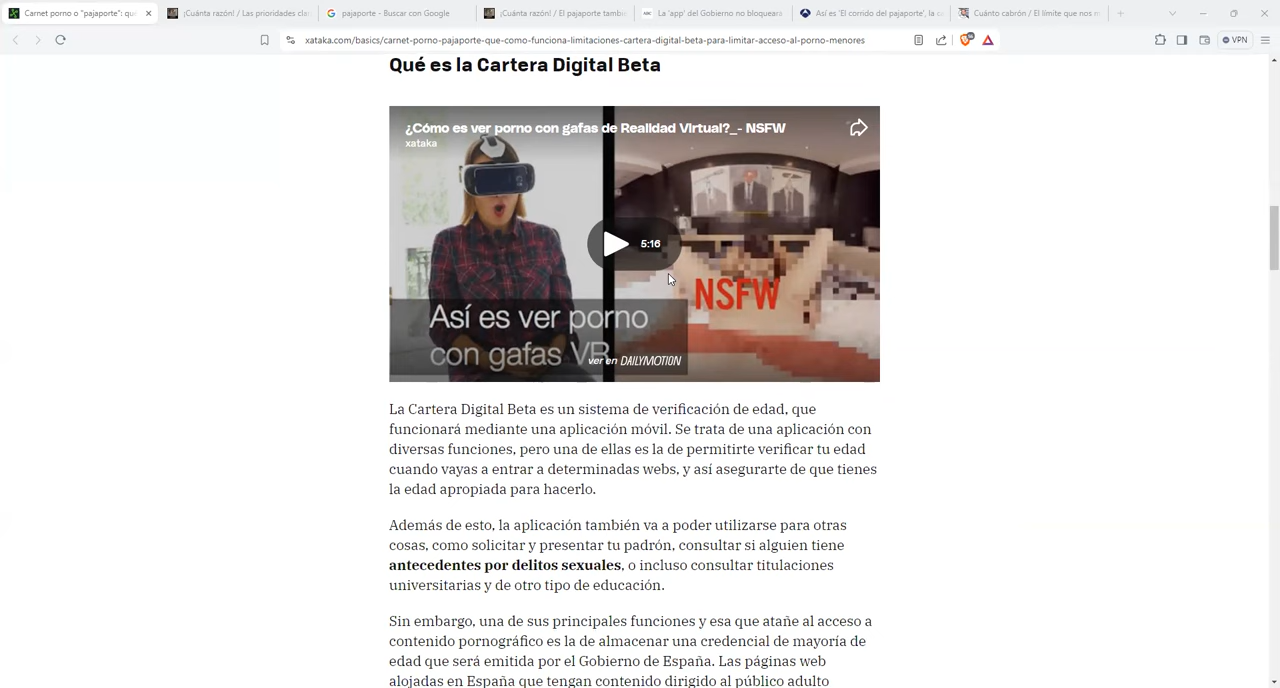 Carnet porno o "pajaporte": qu
¡Cuánta razón! / Las prioridades cla
pajaporte - Buscar con Google
¡Cuánta razón! / El pajaporte tambi
ABC
La 'app' del Gobierno no bloqueará
Así es 'El corrido del pajaporte', la c
Cuánto cabrón / El límite que nos m
xataka.com/basics/carnet-porno-pajaporte-que-como-funciona-limitaciones-cartera-digital-beta-para-limitar-acceso-al-porno-menores
VPN
Qué es la Cartera Digital Beta
¿Cómo es ver porno con gafas de Realidad Virtual?_- NSFW
xataka
5:16
NSFW
Así es ver porno
con gafas VR
ver en DAILYMOTION
La Cartera Digital Beta es un sistema de verificación de edad, que
funcionará mediante una aplicación móvil. Se trata de una aplicación con
diversas funciones, pero una de ellas es la de permitirte verificar tu edad
cuando vayas a entrar a determinadas webs, y así asegurarte de que tienes
la edad apropiada para hacerlo.
Además de esto, la aplicación también va a poder utilizarse para otras
cosas, como solicitar y presentar tu padrón, consultar si alguien tiene
antecedentes por delitos sexuales, o incluso consultar titulaciones
universitarias y de otro tipo de educación.
Sin embargo, una de sus principales funciones y esa que atañe al acceso a
contenido pornográfico es la de almacenar una credencial de mayoría de
edad que será emitida por el Gobierno de España. Las páginas web
alojadas en España que tengan contenido dirigido al público adulto